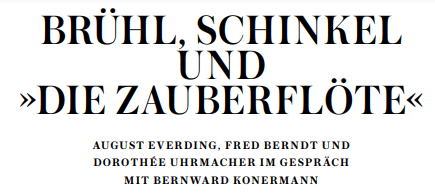 BRÜHL, SCHINKEL
UND
»DIE ZAUBERFLÖTE«
AUGUST EVERDING, FRED BERNDT UND
DOROTHÉE UHRMACHER IM GESPRÄCH
MIT BERNWARD KONERMANN